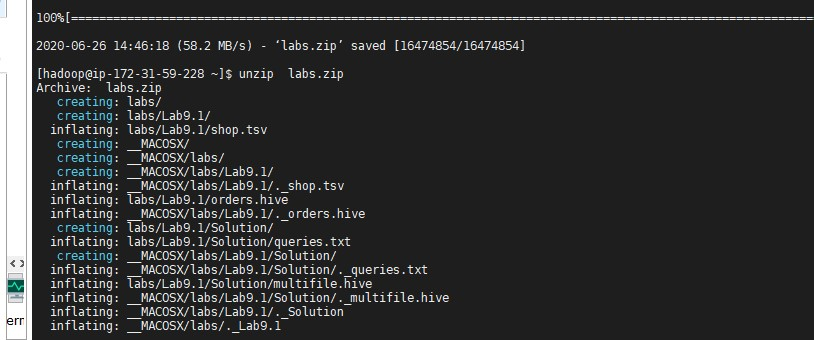 100%[==============================================================================================================
2020-06-26 14:46:18 (58.2 MB/s) - ‘labs.zip’ saved [16474854/16474854]
[hadoop@ip-172-31-59-228 ~]$ unzip  labs.zip
Archive:  labs.zip
   creating: labs/
   creating: labs/Lab9.1/
  inflating: labs/Lab9.1/shop.tsv
   creating: __MACOSX/
   creating: __MACOSX/labs/
   creating: __MACOSX/labs/Lab9.1/
  inflating: __MACOSX/labs/Lab9.1/._shop.tsv
  inflating: labs/Lab9.1/orders.hive
  inflating: __MACOSX/labs/Lab9.1/._orders.hive
   creating: labs/Lab9.1/Solution/
  inflating: labs/Lab9.1/Solution/queries.txt
   creating: __MACOSX/labs/Lab9.1/Solution/
  inflating: __MACOSX/labs/Lab9.1/Solution/._queries.txt
  inflating: labs/Lab9.1/Solution/multifile.hive
  inflating: __MACOSX/labs/Lab9.1/Solution/._multifile.hive
  inflating: __MACOSX/labs/Lab9.1/._Solution
  inflating: __MACOSX/labs/._Lab9.1